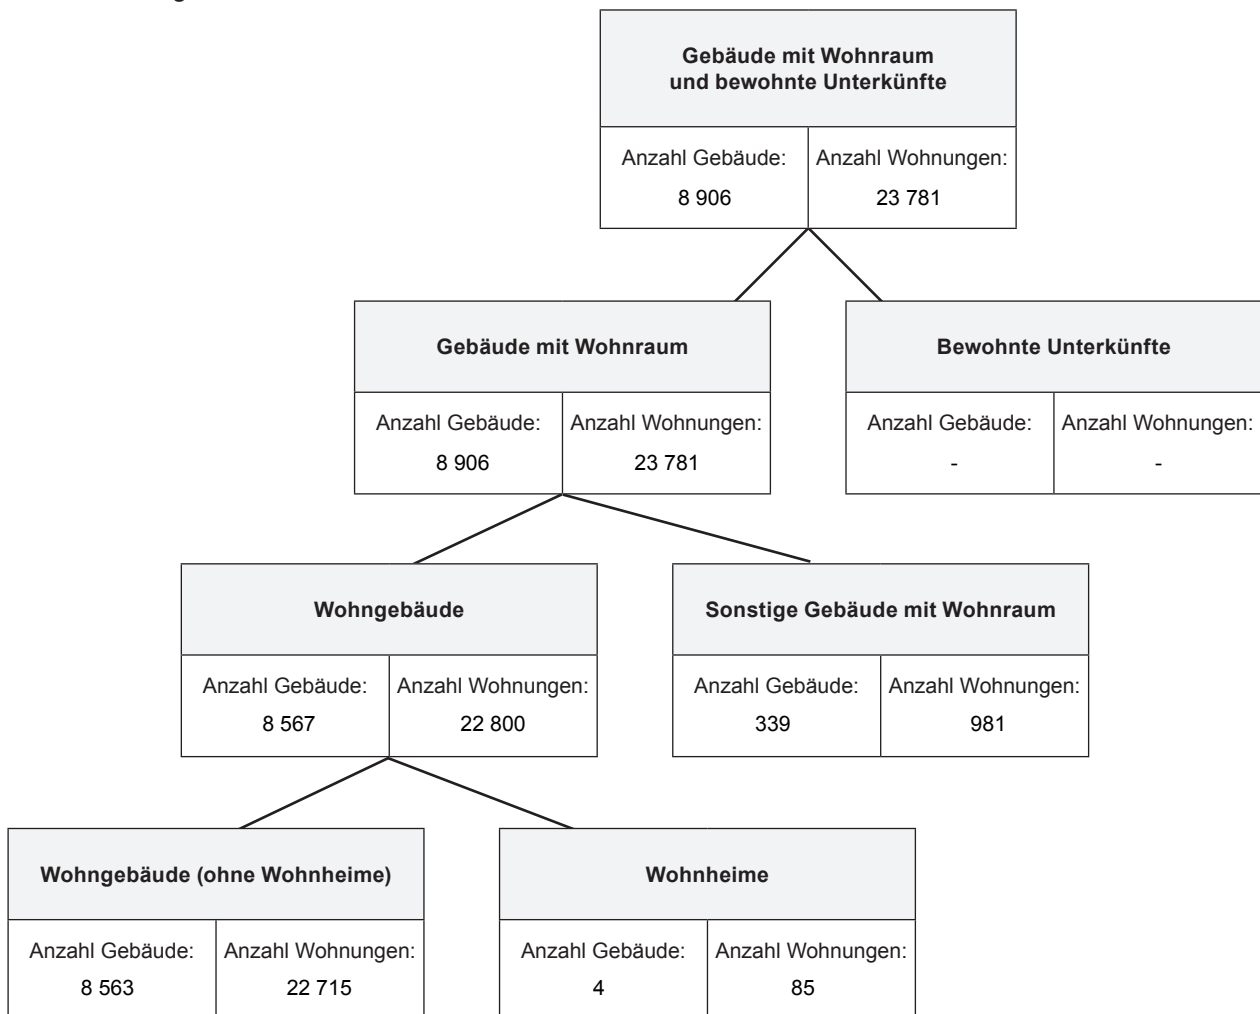 Gebäude mit Wohnraum
und bewohnte Unterkünfte
Anzahl Gebäude: Anzahl Wohnungen:
8 906 23 781
Gebäude mit Wohnraum
Anzahl Gebäude: Anzahl Wohnungen:
8 906 23 781
Bewohnte Unterkünfte
Anzahl Gebäude: Anzahl Wohnungen:
- -
Wohngebäude
Anzahl Gebäude: Anzahl Wohnungen:
8 567 22 800
Sonstige Gebäude mit Wohnraum
Anzahl Gebäude: Anzahl Wohnungen:
339 981
Wohngebäude (ohne Wohnheime)
Anzahl Gebäude: Anzahl Wohnungen:
8 563 22 715
Wohnheime
Anzahl Gebäude: Anzahl Wohnungen:
4 85